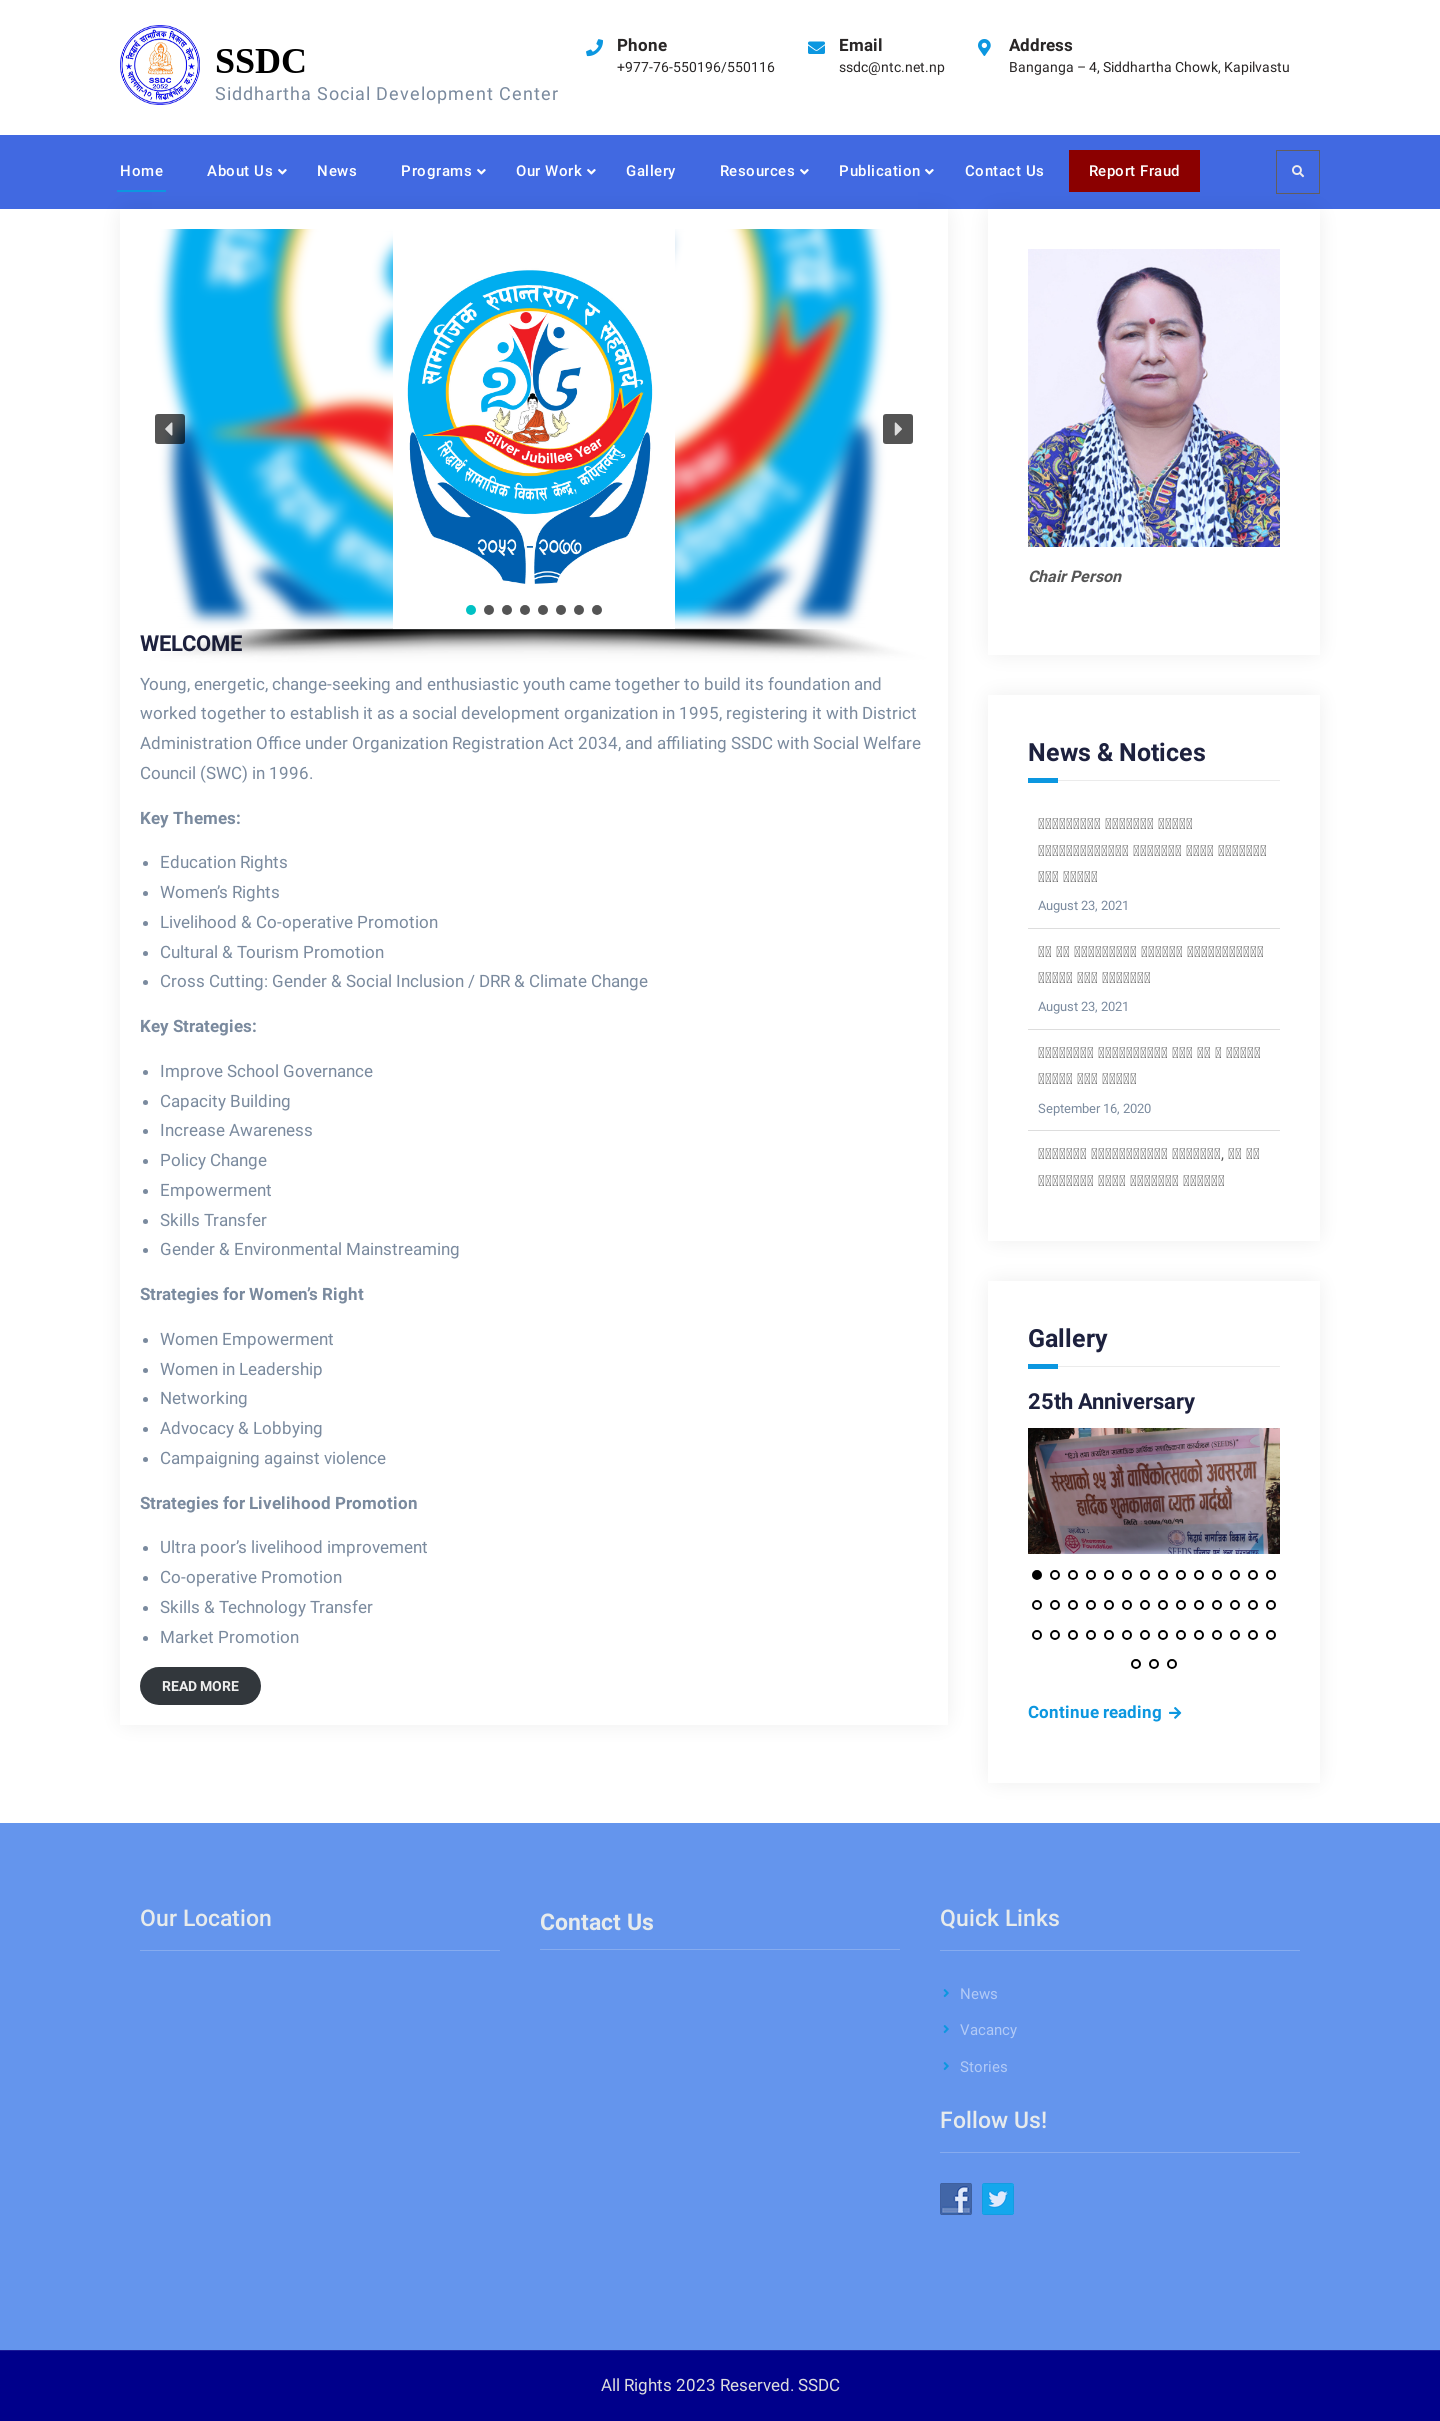 SSDC
Siddhartha Social Development Center
Phone
+977-76-550196/550116
Email
ssdc@ntc.net.np
Address
Banganga – 4, Siddhartha Chowk, Kapilvastu
Home
About Us
News
Programs
Our Work
Gallery
Resources
Publication
Contact Us
Report Fraud
सामाजिक रुपान्तरण र सहकार्य
२५
Silver Jubillee Year
सिद्धार्थ सामाजिक विकास केन्द्र, कपिलवस्तु
२०५२ - २०७७
WELCOME
Young, energetic, change-seeking and enthusiastic youth came together to build its foundation and
worked together to establish it as a social development organization in 1995, registering it with District
Administration Office under Organization Registration Act 2034, and affiliating SSDC with Social Welfare
Council (SWC) in 1996.
Key Themes:
Education Rights
Women’s Rights
Livelihood & Co-operative Promotion
Cultural & Tourism Promotion
Cross Cutting: Gender & Social Inclusion / DRR & Climate Change
Key Strategies:
Improve School Governance
Capacity Building
Increase Awareness
Policy Change
Empowerment
Skills Transfer
Gender & Environmental Mainstreaming
Strategies for Women’s Right
Women Empowerment
Women in Leadership
Networking
Advocacy & Lobbying
Campaigning against violence
Strategies for Livelihood Promotion
Ultra poor’s livelihood improvement
Co-operative Promotion
Skills & Technology Transfer
Market Promotion
READ MORE
Chair Person
News & Notices
August 23, 2021
August 23, 2021
September 16, 2020
Gallery
25th Anniversary
संस्थाको २५ औं वार्षिकोत्सवको अवसरमा
हार्दिक शुभकामना व्यक्त गर्दछौं
सिद्धार्थ सामाजिक विकास केन्द्र
Continue reading
Our Location
Contact Us
Quick Links
News
Vacancy
Stories
Follow Us!
All Rights 2023 Reserved. SSDC